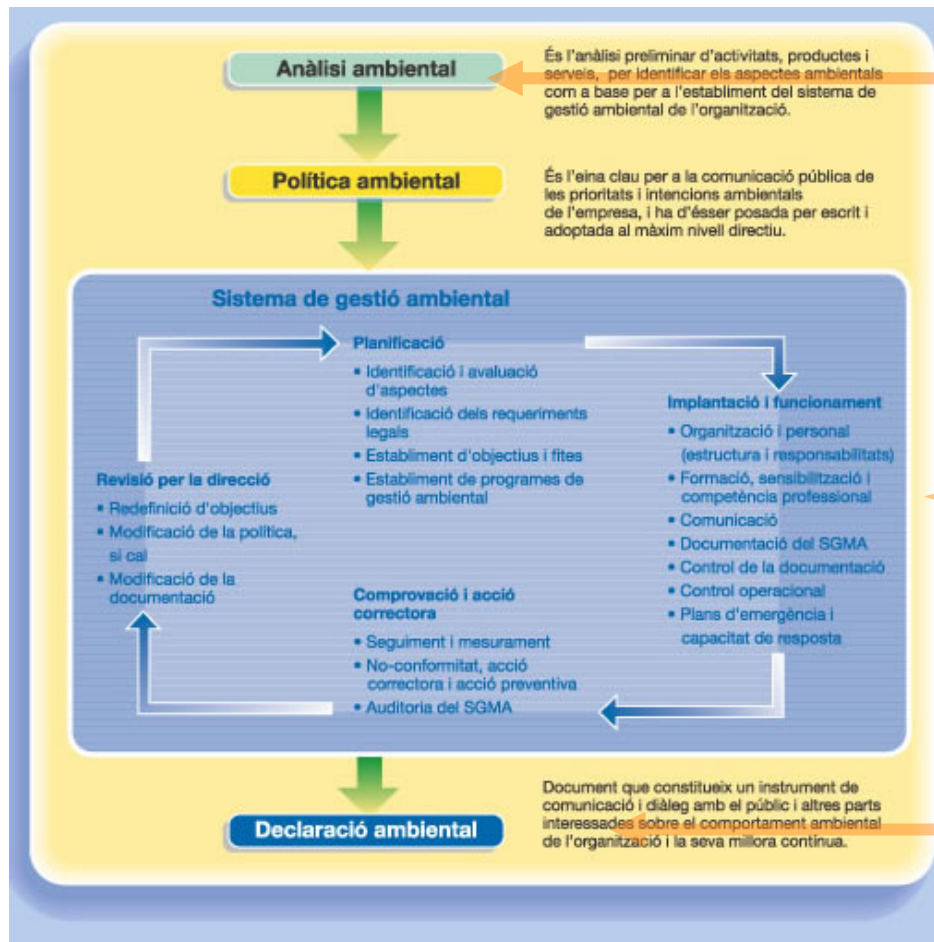 Anàlisi ambiental
És l'anàlisi preliminar d'activitats, productes i
serveis, per identificar els aspectes ambientals
com a base per a l'establiment del sistema de
gestió ambiental de l'organització.
Política ambiental
És l'eina clau per a la comunicació pública de
les prioritats i intencions ambientals
de l'empresa, i ha d'ésser posada per escrit i
adoptada al màxim nivell directiu.
Sistema de gestió ambiental
Planificació
• Identificació i avaluació
d'aspectes
• Identificació dels requeriments
legals
• Establiment d'objectius i fites
• Establiment de programes de
gestió ambiental
Implantació i funcionament
• Organització i personal
(estructura i responsabilitats)
• Formació, sensibilització i
competència professional
• Comunicació
• Documentació del SGMA
• Control de la documentació
• Control operacional
• Plans d'emergència i
capacitat de resposta
Comprovació i acció
correctora
• Seguiment i mesurament
• No-conformitat, acció
correctora i acció preventiva
• Auditoria del SGMA
Revisió per la direcció
• Redefinició d'objectius
• Modificació de la política,
si cal
• Modificació de la
documentació
Declaració ambiental
Document que constitueix un instrument de
comunicació i diàleg amb el públic i altres parts
interessades sobre el comportament ambiental
de l'organització i la seva millora contínua.